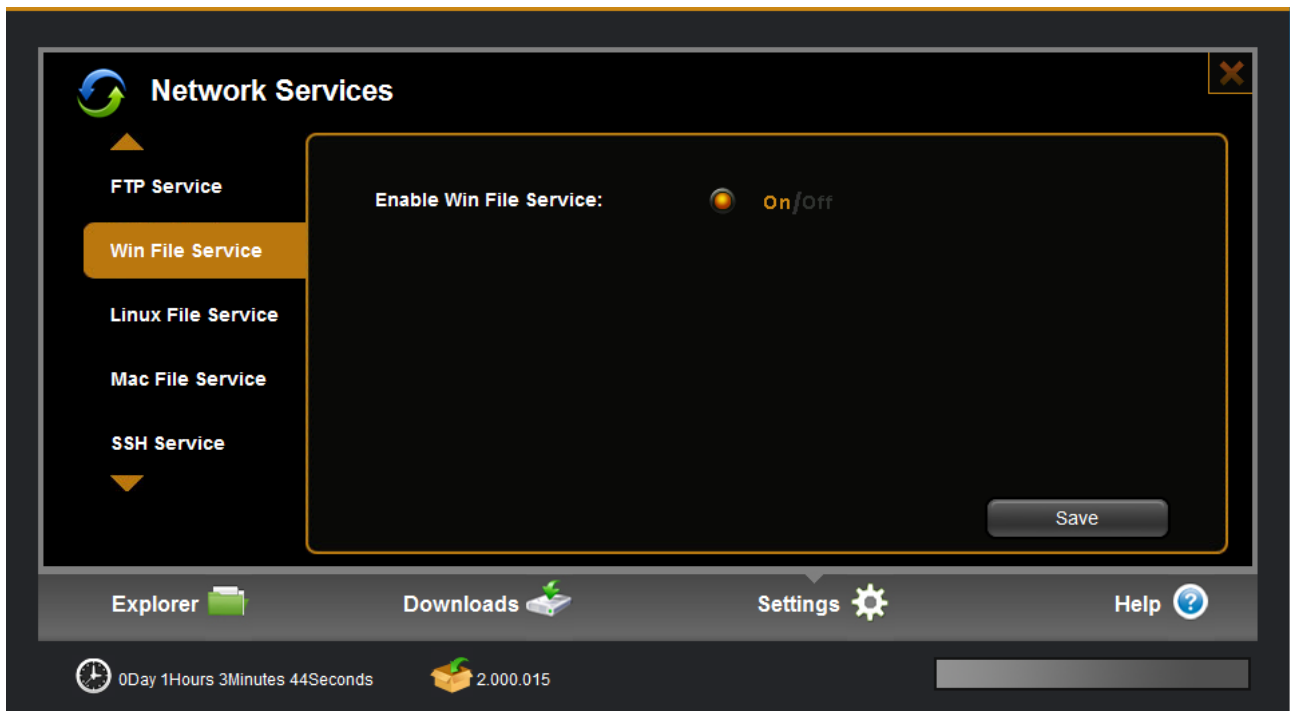 Network Services
FTP Service
Win File Service
Linux File Service
Mac File Service
SSH Service
Enable Win File Service: On/Off
Save
Explorer Downloads Settings Help ?
0Day 1Hours 3Minutes 44Seconds 2.000.015